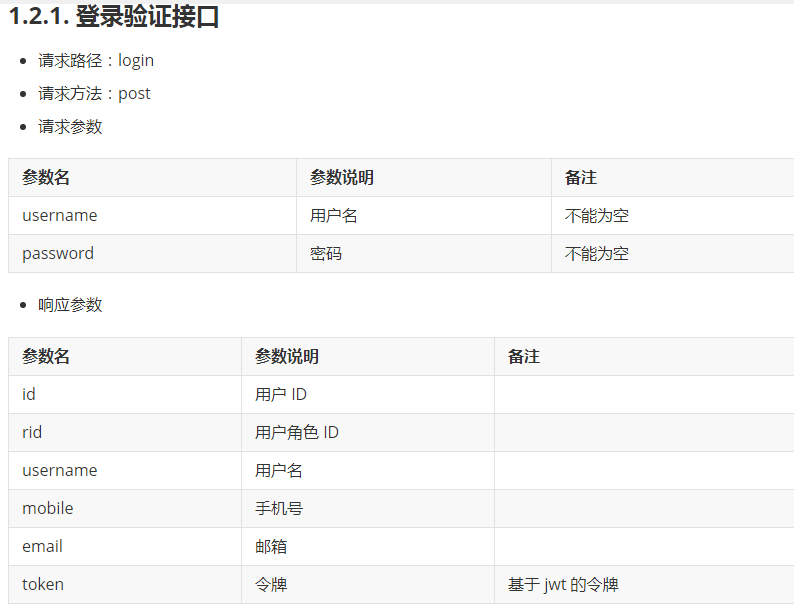 1.2.1. 登录验证接口
请求路径：login
请求方法：post
请求参数
参数名 参数说明 备注
username 用户名 不能为空
password 密码 不能为空
响应参数
参数名 参数说明 备注
id 用户 ID
rid 用户角色 ID
username 用户名
mobile 手机号
email 邮箱
token 令牌 基于 jwt 的令牌